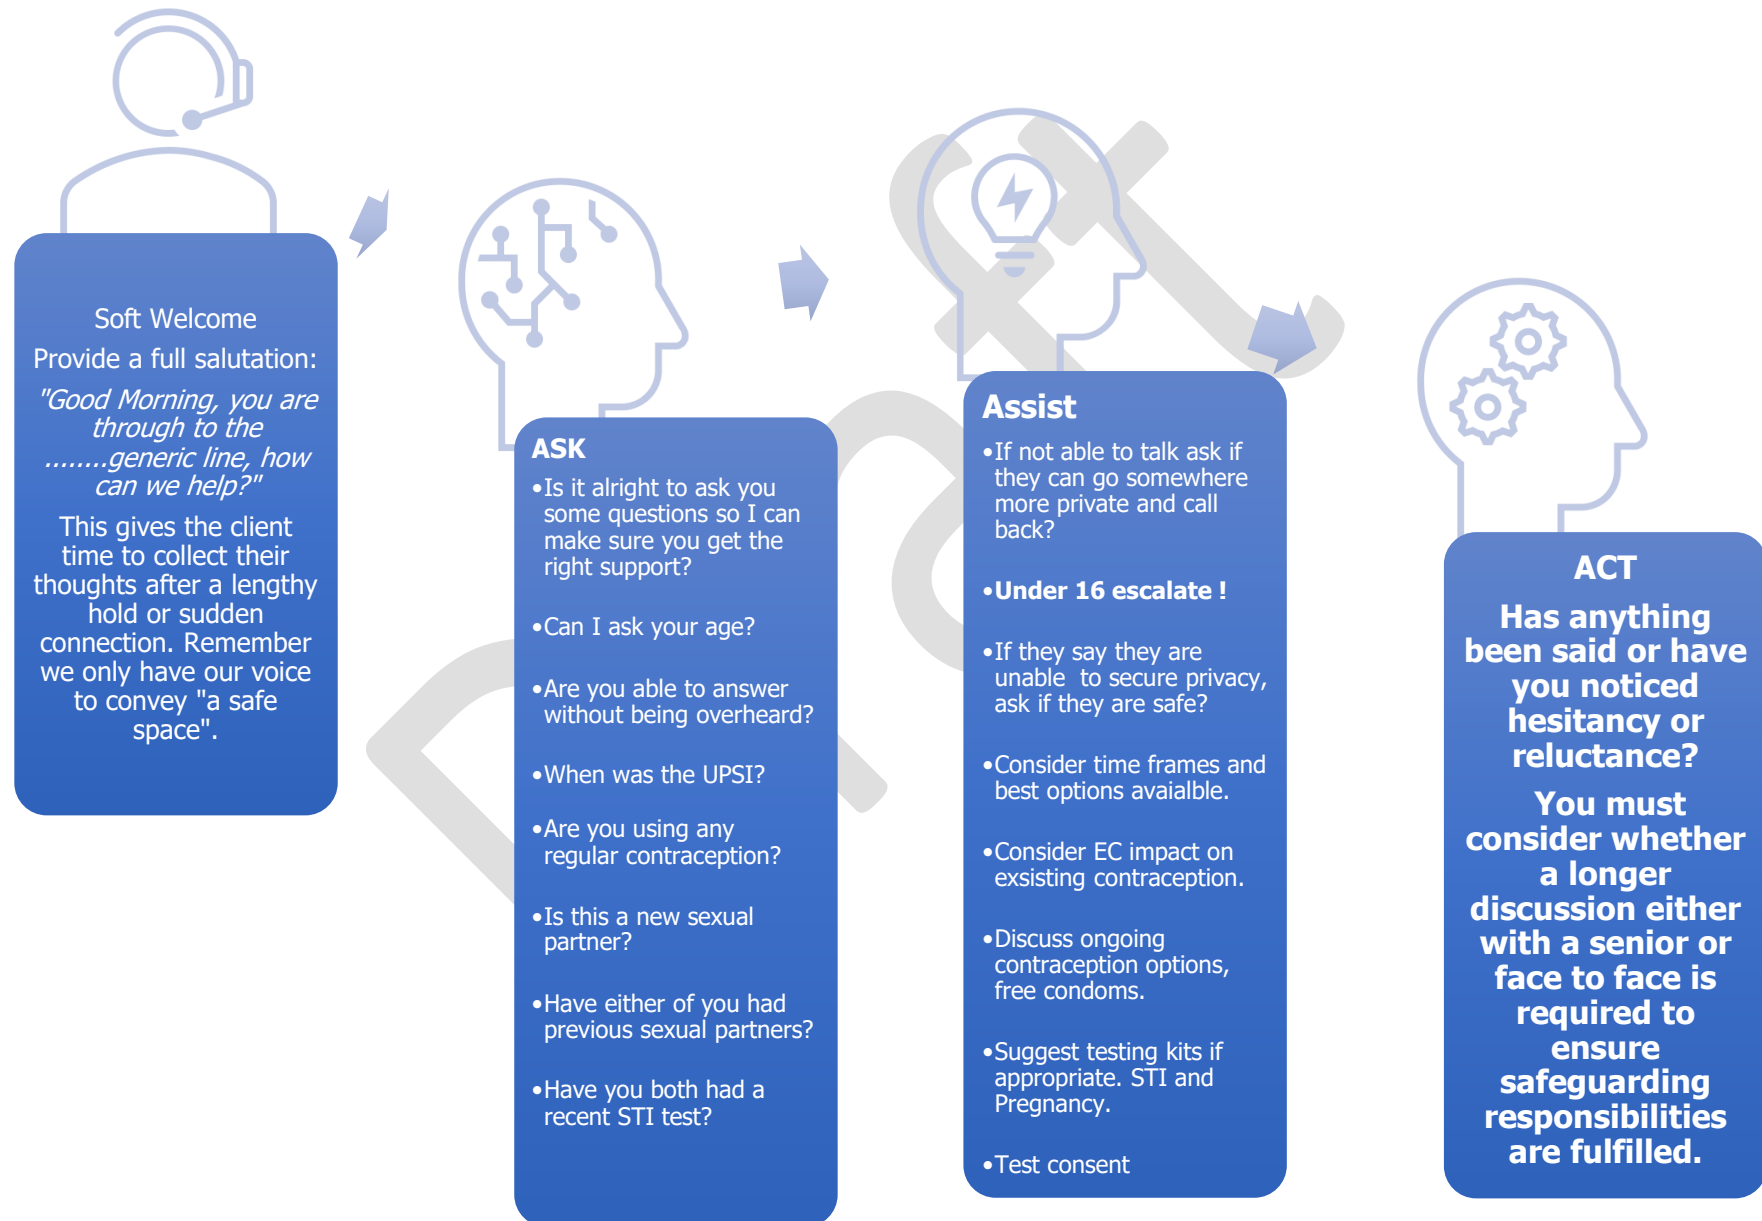 Soft Welcome
Provide a full salutation:
"Good Morning, you are
through to the
........generic line, how
can we help?"
This gives the client
time to collect their
thoughts after a lengthy
hold or sudden
connection. Remember
we only have our voice
to convey "a safe
space".
ASK
•Is it alright to ask you
some questions so I can
make sure you get the
right support?
•Can I ask your age?
•Are you able to answer
without being overheard?
•When was the UPSI?
•Are you using any
regular contraception?
•Is this a new sexual
partner?
•Have either of you had
previous sexual partners?
•Have you both had a
recent STI test?
Assist
•If not able to talk ask if
they can go somewhere
more private and call
back?
•Under 16 escalate !
•If they say they are
unable to secure privacy,
ask if they are safe?
•Consider time frames and
best options avaialble.
•Consider EC impact on
exsisting contraception.
•Discuss ongoing
contraception options,
free condoms.
•Suggest testing kits if
appropriate. STI and
Pregnancy.
•Test consent
ACT
Has anything
been said or have
you noticed
hesitancy or
reluctance?
You must
consider whether
a longer
discussion either
with a senior or
face to face is
required to
ensure
safeguarding
responsibilities
are fulfilled.